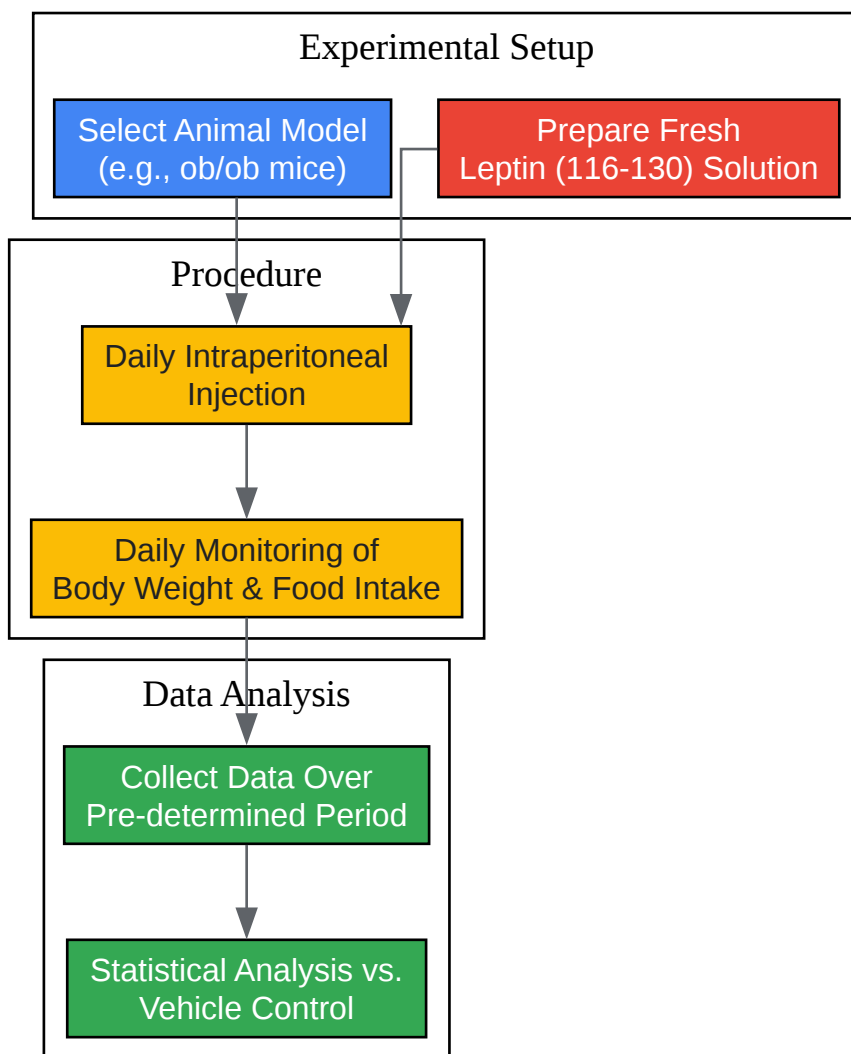 Experimental Setup
Select Animal Model
(e.g., ob/ob mice)
Prepare Fresh
Leptin (116-130) Solution
Procedure
Daily Intraperitoneal
Injection
Daily Monitoring of
Body Weight & Food Intake
Data Analysis
Collect Data Over
Pre-determined Period
Statistical Analysis vs.
Vehicle Control